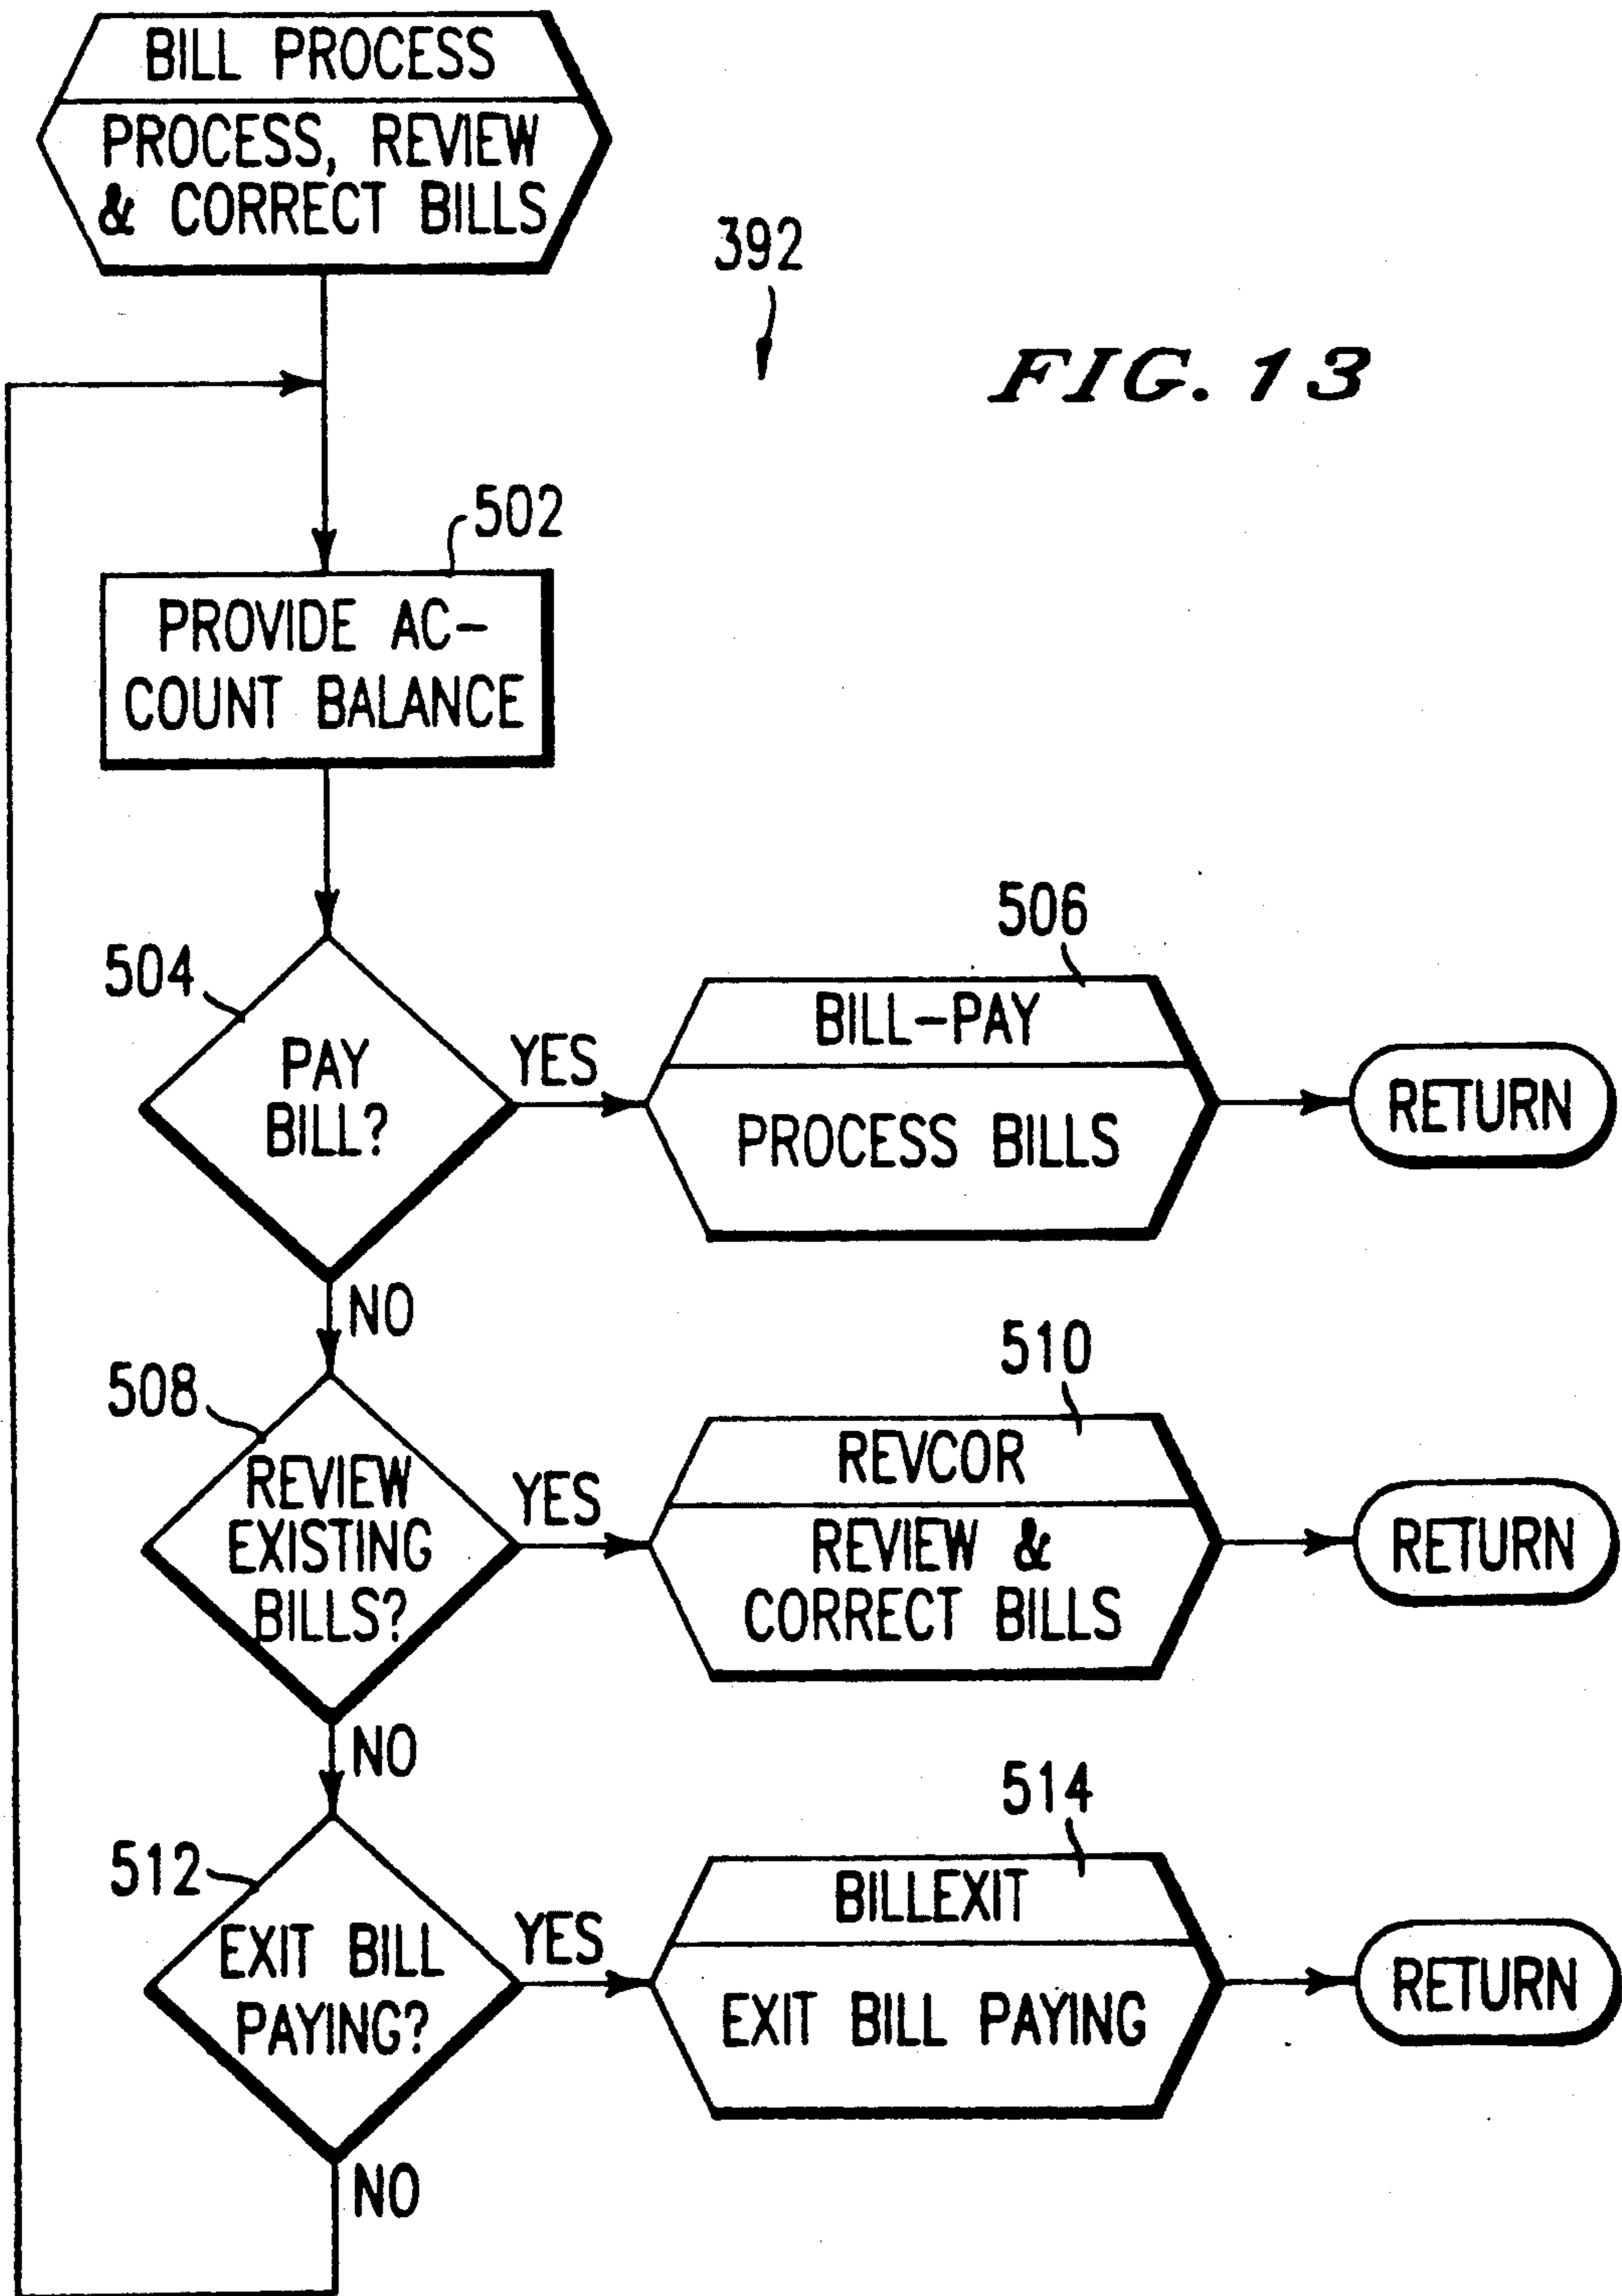 BILL PROCESS
PROCESS, REVIEW
& CORRECT BILLS
392
FIG. 13
502
PROVIDE AC-
COUNT BALANCE
504
PAY
BILL?
YES
506
BILL-PAY
PROCESS BILLS
RETURN
NO
508
REVIEW
EXISTING
BILLS?
YES
510
REVCOR
REVIEW &
CORRECT BILLS
RETURN
NO
512
EXIT BILL
PAYING?
YES
514
BILLEXIT
EXIT BILL PAYING
RETURN
NO